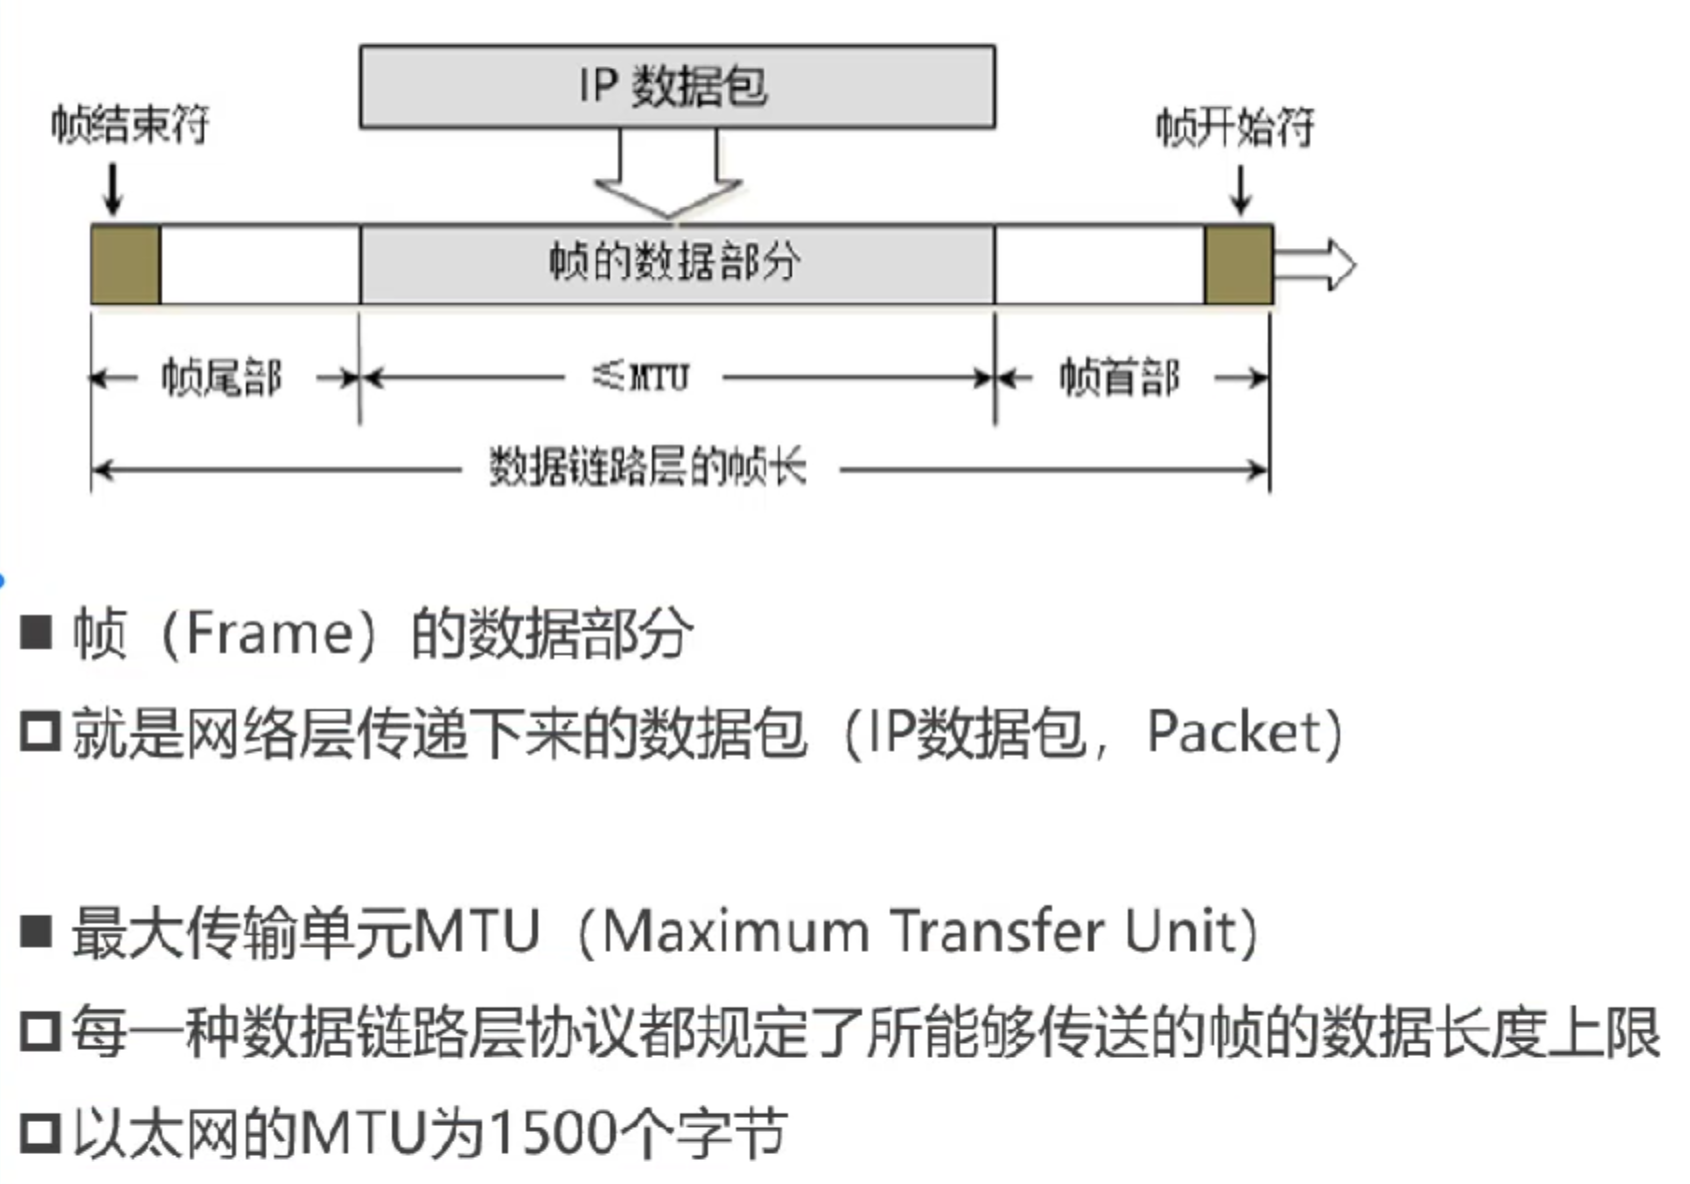 IP 数据包
帧结束符
帧开始符
帧的数据部分
帧尾部
≤MTU
帧首部
数据链路层的帧长
■ 帧（Frame）的数据部分
□就是网络层传递下来的数据包（IP数据包，Packet）
■ 最大传输单元MTU（Maximum Transfer Unit）
□每一种数据链路层协议都规定了所能够传送的帧的数据长度上限
□以太网的MTU为1500个字节